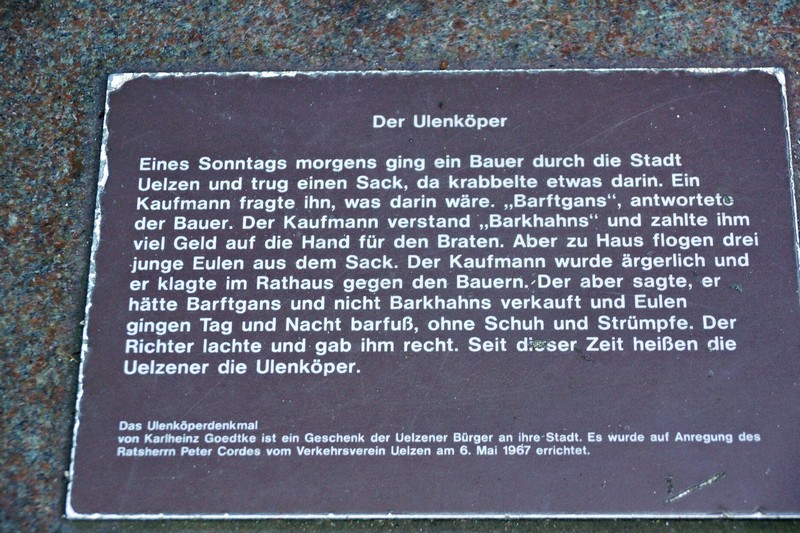 Der Ulenköper
Eines Sonntags morgens ging ein Bauer durch die Stadt
Uelzen und trug einen Sack, da krabbelte etwas darin. Ein
Kaufmann fragte ihn, was darin wäre. „Barftgans“, antwortete
der Bauer. Der Kaufmann verstand „Barkhahns“ und zahlte ihm
viel Geld auf die Hand für den Braten. Aber zu Haus flogen drei
junge Eulen aus dem Sack. Der Kaufmann wurde ärgerlich und
er klagte im Rathaus gegen den Bauern. Der aber sagte, er
hätte Barftgans und nicht Barkhahns verkauft und Eulen
gingen Tag und Nacht barfuß, ohne Schuh und Strümpfe. Der
Richter lachte und gab ihm recht. Seit dieser Zeit heißen die
Uelzener die Ulenköper.
Das Ulenköperdenkmal
von Karlheinz Goedtke ist ein Geschenk der Uelzener Bürger an ihre Stadt. Es wurde auf Anregung des
Ratsherrn Peter Cordes vom Verkehrsverein Uelzen am 6. Mai 1967 errichtet.